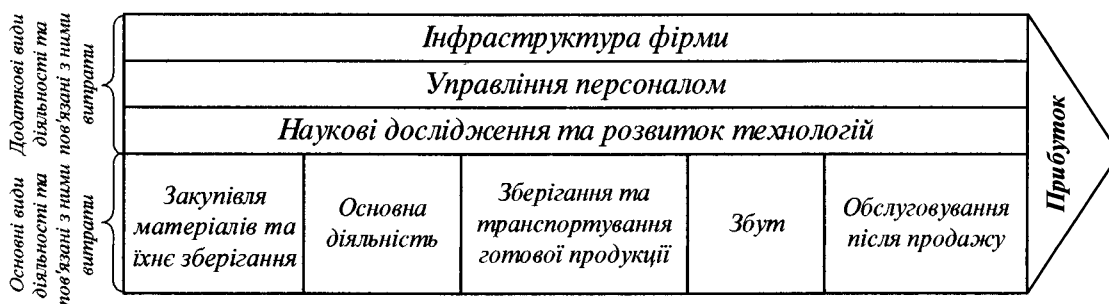 Додаткові види
діяльності та
пов'язані з ними
витрати
Інфраструктура фірми
Управління персоналом
Наукові дослідження та розвиток технологій
Основні види
діяльності та
пов'язані з ними
витрати
Закупівля
матеріалів та
їхнє зберігання
Основна
діяльність
Зберігання та
транспортування
готової продукції
Збут
Обслуговування
після продажу
Прибуток